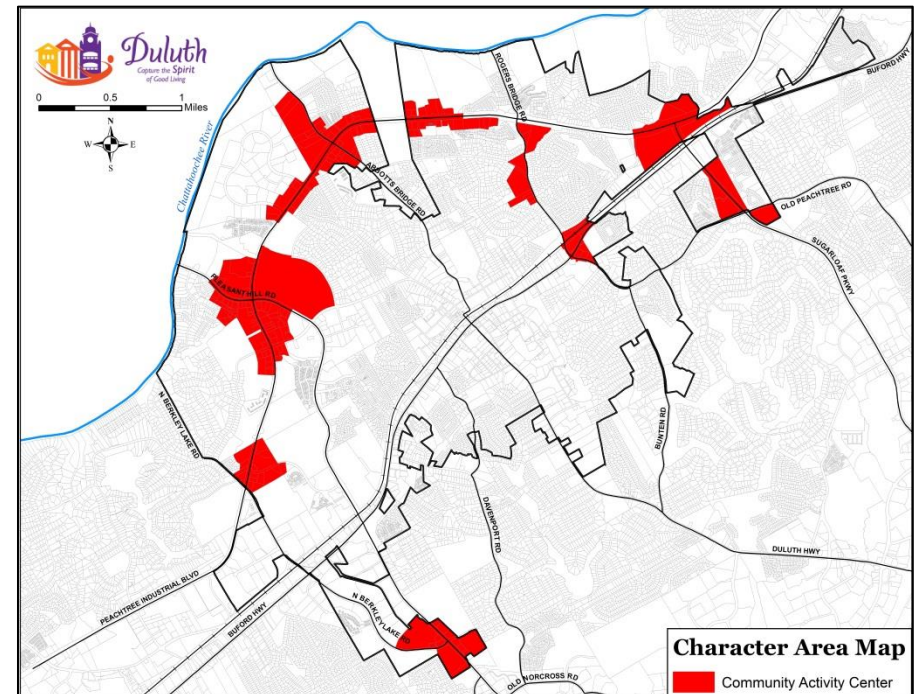 Duluth
Capture the Spirit
of Good Living
0 0.5 1
Miles
N
W E
S
Chattahoochee River
ROGERS BRIDGE RD
BUFORD HWY
ABBOTTS BRIDGE RD
OLD PEACHTREE RD
SUGARLOAF PKWY
PLEASANT HILL RD
N BERKLEY LAKE RD
BUNTEN RD
DAVENPORT RD
DULUTH HWY
PEACHTREE INDUSTRIAL BLVD
BUFORD HWY
N BERKLEY LAKE RD
OLD NORCROSS RD
Character Area Map
Community Activity Center